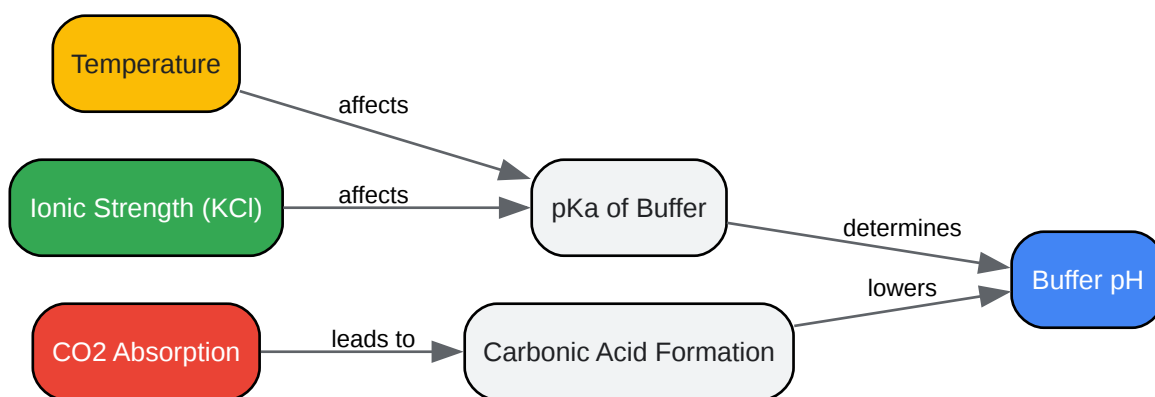 Temperature
affects
Ionic Strength (KCl)
affects
pKa of Buffer
determines
Buffer pH
lowers
CO2 Absorption
leads to
Carbonic Acid Formation